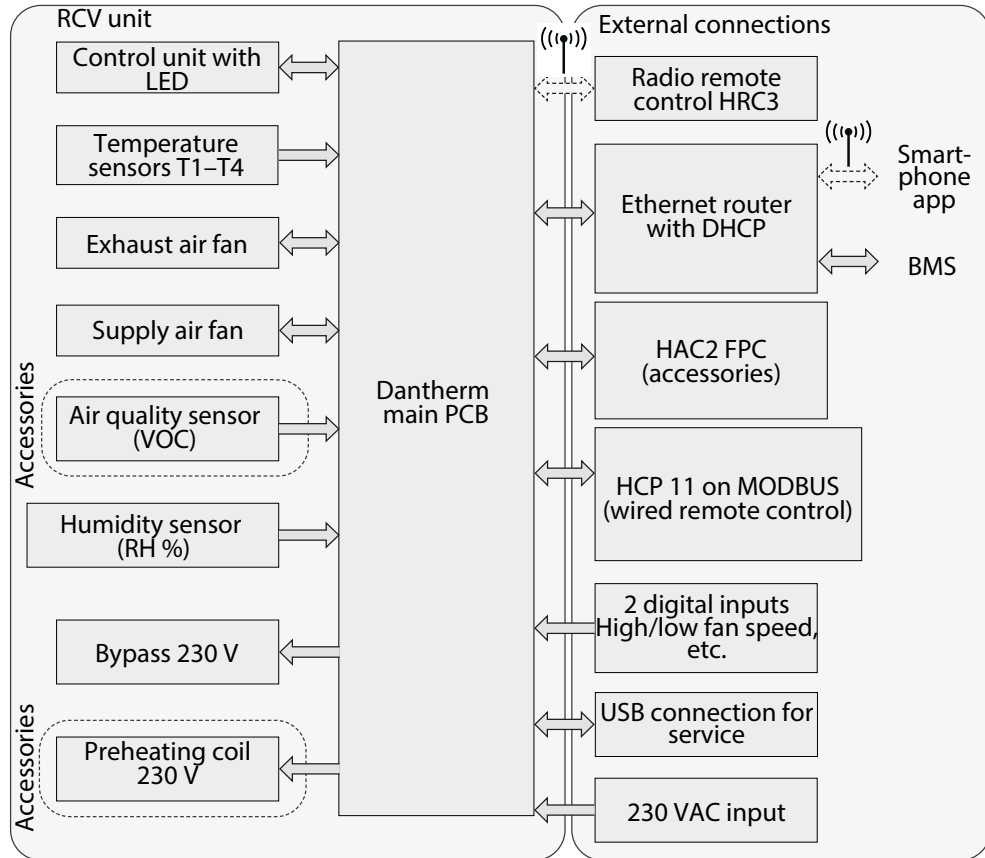 RCV unit
Control unit with
LED
Temperature
sensors T1–T4
Exhaust air fan
Supply air fan
Accessories
Air quality sensor
(VOC)
Humidity sensor
(RH %)
Bypass 230 V
Accessories
Preheating coil
230 V
Dantherm
main PCB
External connections
Radio remote
control HRC3
Ethernet router
with DHCP
Smart-
phone
app
BMS
HAC2 FPC
(accessories)
HCP 11 on MODBUS
(wired remote control)
2 digital inputs
High/low fan speed,
etc.
USB connection for
service
230 VAC input